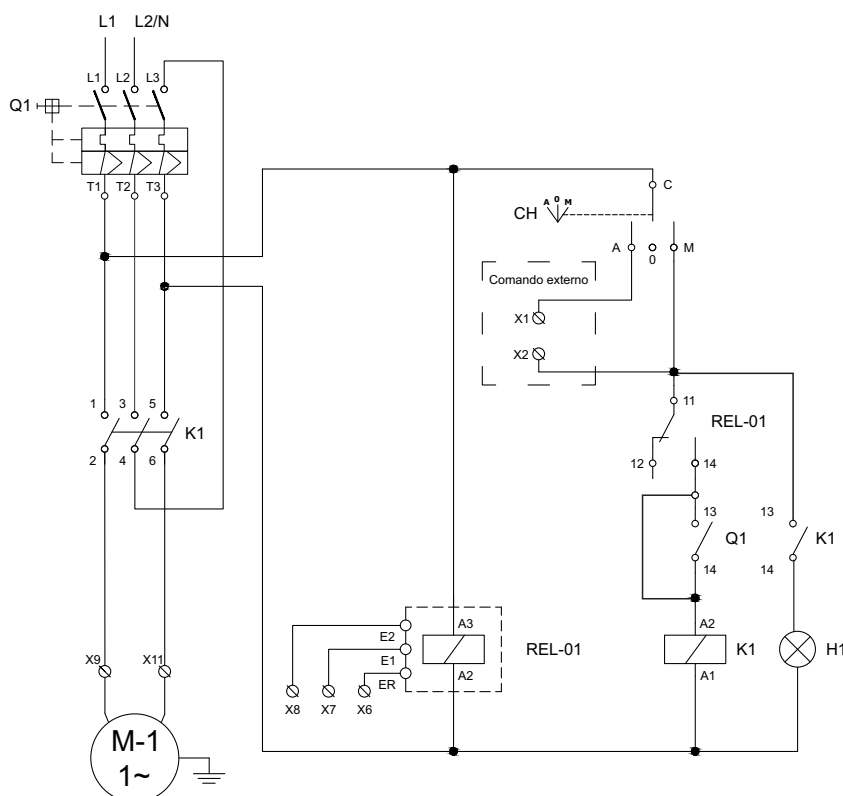 L1 L2/N
L1 L2 L3
Q1
T1 T2 T3
C
CH A 0 M
A 0 M
Comando externo
X1
X2
1 3 5
K1
2 4 6
11
REL-01
12 14
13 13
Q1 K1
14 14
A3 A2
E2
E1 REL-01 K1 H1
A2 A1
ER
X9 X11
X8 X7 X6
M-1
1~